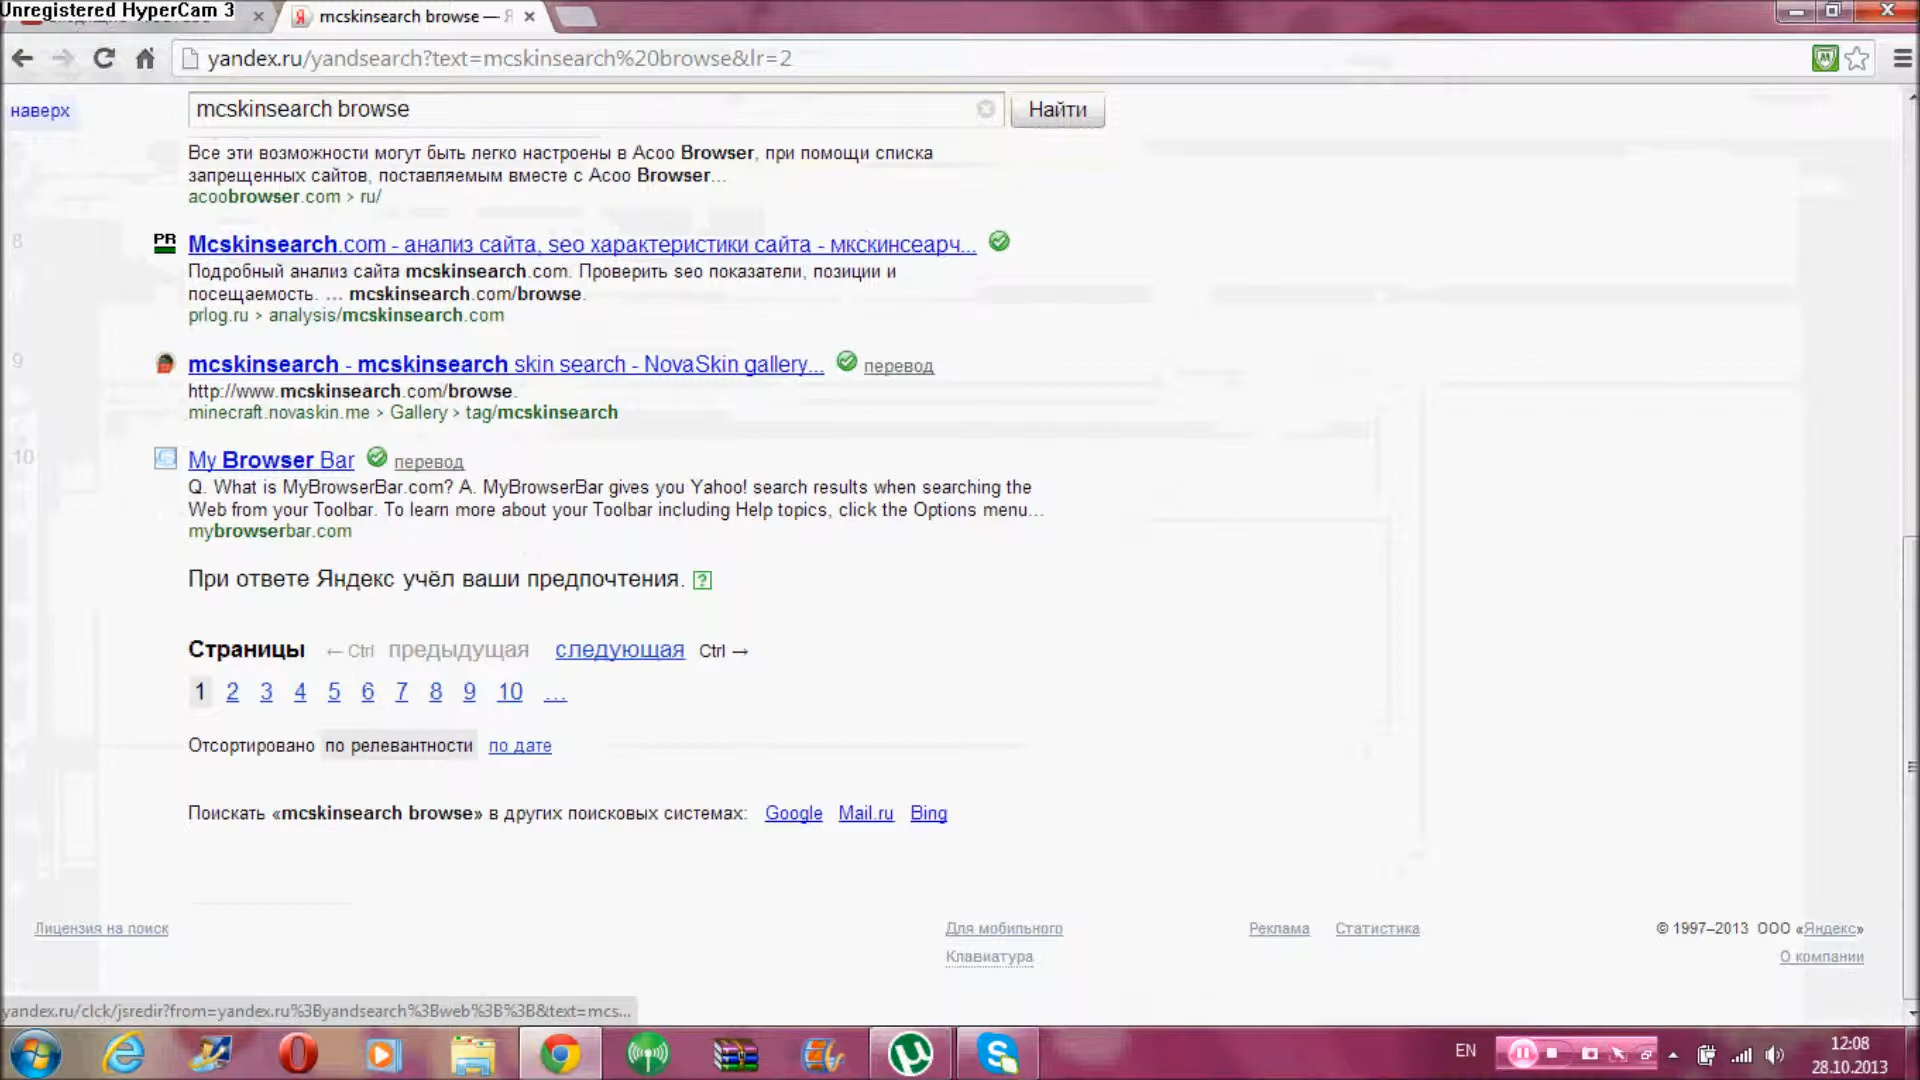 Unregistered HyperCam 3
mcskinsearch browse — Я
yandex.ru/yandsearch?text=mcskinsearch%20browse&lr=2
наверх
mcskinsearch browse
Найти
Все эти возможности могут быть легко настроены в Acoo Browser, при помощи списка
запрещенных сайтов, поставляемым вместе с Acoo Browser...
acoobrowser.com › ru/
8
PR
Mcskinsearch.com - анализ сайта, seo характеристики сайта - мкскинсеарч...
Подробный анализ сайта mcskinsearch.com. Проверить seo показатели, позиции и
посещаемость. ... mcskinsearch.com/browse.
prlog.ru › analysis/mcskinsearch.com
9
mcskinsearch - mcskinsearch skin search - NovaSkin gallery... перевод
http://www.mcskinsearch.com/browse.
minecraft.novaskin.me › Gallery › tag/mcskinsearch
10
My Browser Bar перевод
Q. What is MyBrowserBar.com? A. MyBrowserBar gives you Yahoo! search results when searching the
Web from your Toolbar. To learn more about your Toolbar including Help topics, click the Options menu...
mybrowserbar.com
При ответе Яндекс учёл ваши предпочтения. ?
Страницы ← Ctrl предыдущая следующая Ctrl →
1 2 3 4 5 6 7 8 9 10 ...
Отсортировано по релевантности по дате
Поискать «mcskinsearch browse» в других поисковых системах: Google Mail.ru Bing
Лицензия на поиск
Для мобильного
Реклама
Статистика
© 1997–2013 ООО «Яндекс»
Клавиатура
О компании
yandex.ru/clck/jsredir?from=yandex.ru%3Byandsearch%3Bweb%3B%3B&text=mcs...
EN
12:08
28.10.2013